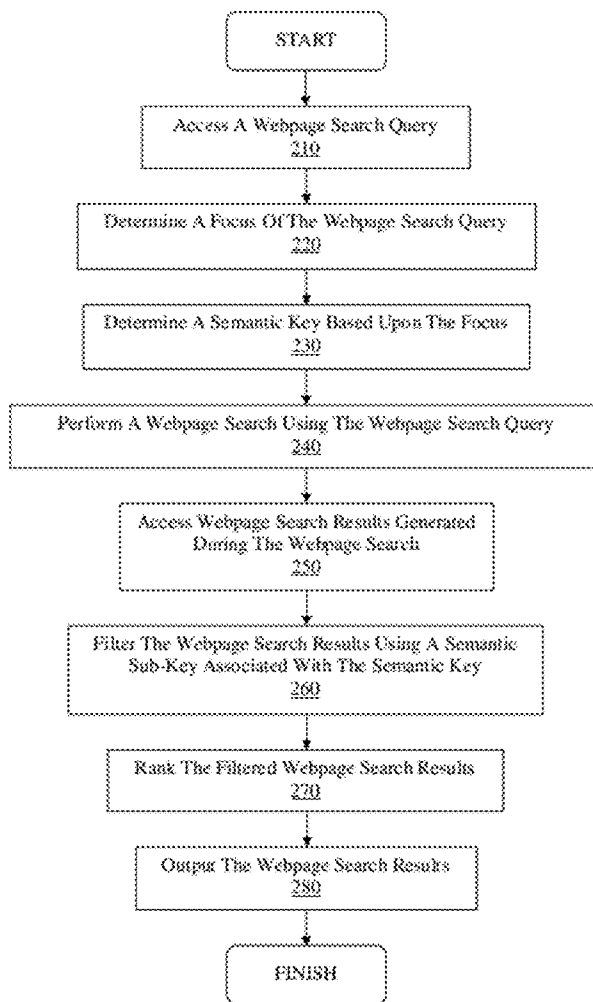 START
Access A Webpage Search Query
210
Determine A Focus Of The Webpage Search Query
220
Determine A Semantic Key Based Upon The Focus
230
Perform A Webpage Search Using The Webpage Search Query
240
Access Webpage Search Results Generated
During The Webpage Search
250
Filter The Webpage Search Results Using A Semantic
Sub-Key Associated With The Semantic Key
260
Rank The Filtered Webpage Search Results
270
Output The Webpage Search Results
280
FINISH